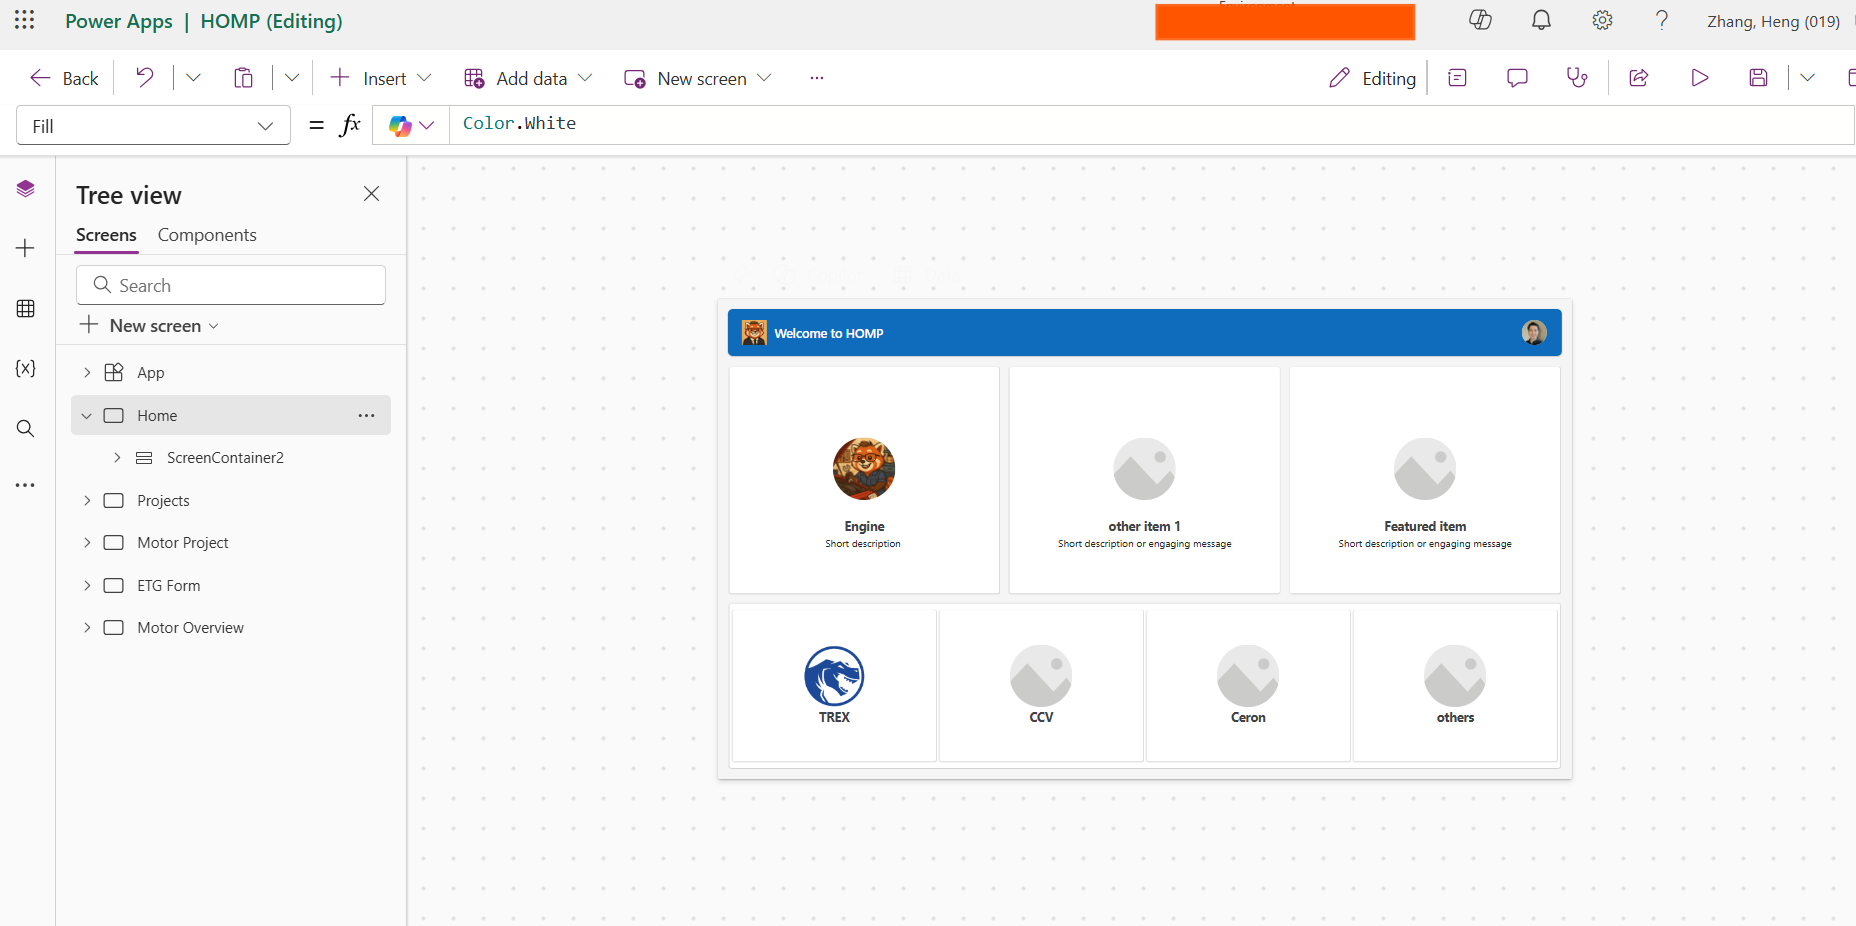 Power Apps | HOMP (Editing)
Zhang, Heng (019)
Back
Insert
Add data
New screen
Editing
Fill
= fx
Color.White
Tree view
Screens
Components
Search
New screen
App
Home
ScreenContainer2
Projects
Motor Project
ETG Form
Motor Overview
Welcome to HOMP
Engine
Short description
other item 1
Short description or engaging message
Featured item
Short description or engaging message
TREX
CCV
Ceron
others